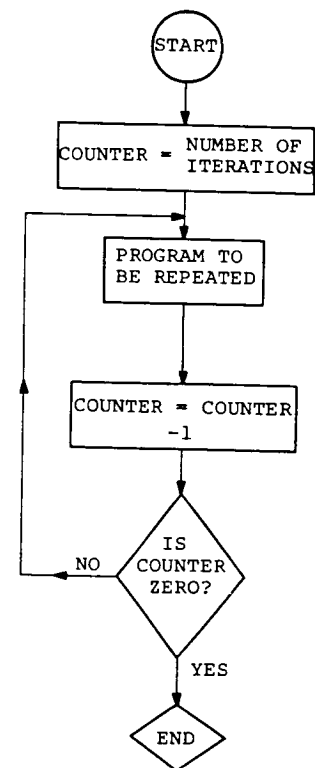 START
COUNTER = NUMBER OF
ITERATIONS
PROGRAM TO
BE REPEATED
COUNTER = COUNTER
-1
IS
COUNTER
ZERO?
NO
YES
END